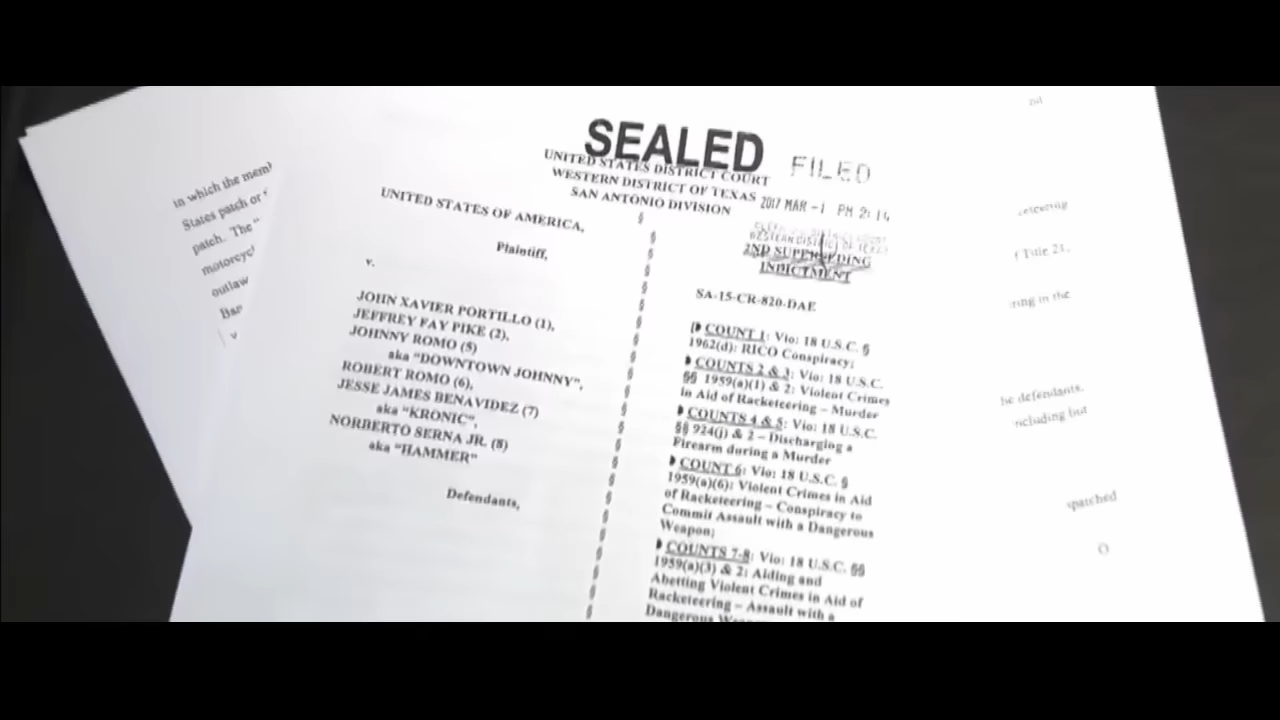 in which the mem
States patch or
patch. The "
motorcycl
outlaw
Ban
SEALED
UNITED STATES DISTRICT COURT
WESTERN DISTRICT OF TEXAS
SAN ANTONIO DIVISION
FILED
2017 MAR -1 PM 2:14
UNITED STATES OF AMERICA,
Plaintiff,
v.
JOHN XAVIER PORTILLO (1),
JEFFREY FAY PIKE (2),
JOHNNY ROMO (5)
aka "DOWNTOWN JOHNNY",
ROBERT ROMO (6),
JESSE JAMES BENAVIDEZ (7)
aka "KRONIC",
NORBERTO SERNA JR. (8)
aka "HAMMER"
Defendants,
2ND SUPERSEDING
INDICTMENT
SA-15-CR-820-DAE
COUNT 1: Vio: 18 U.S.C. §
1962(d): RICO Conspiracy;
COUNTS 2 & 3: Vio: 18 U.S.C.
§§ 1959(a)(1) & 2: Violent Crimes
in Aid of Racketeering – Murder
COUNTS 4 & 5: Vio: 18 U.S.C.
§§ 924(j) & 2 – Discharging a
Firearm during a Murder
COUNT 6: Vio: 18 U.S.C. §
1959(a)(6): Violent Crimes in Aid
of Racketeering – Conspiracy to
Commit Assault with a Dangerous
Weapon;
COUNTS 7-8: Vio: 18 U.S.C. §§
1959(a)(3) & 2: Aiding and
Abetting Violent Crimes in Aid of
Racketeering – Assault with a
Dangerous Weapon
eteering
f Title 21,
ring in the
he defendants,
including but
spatched